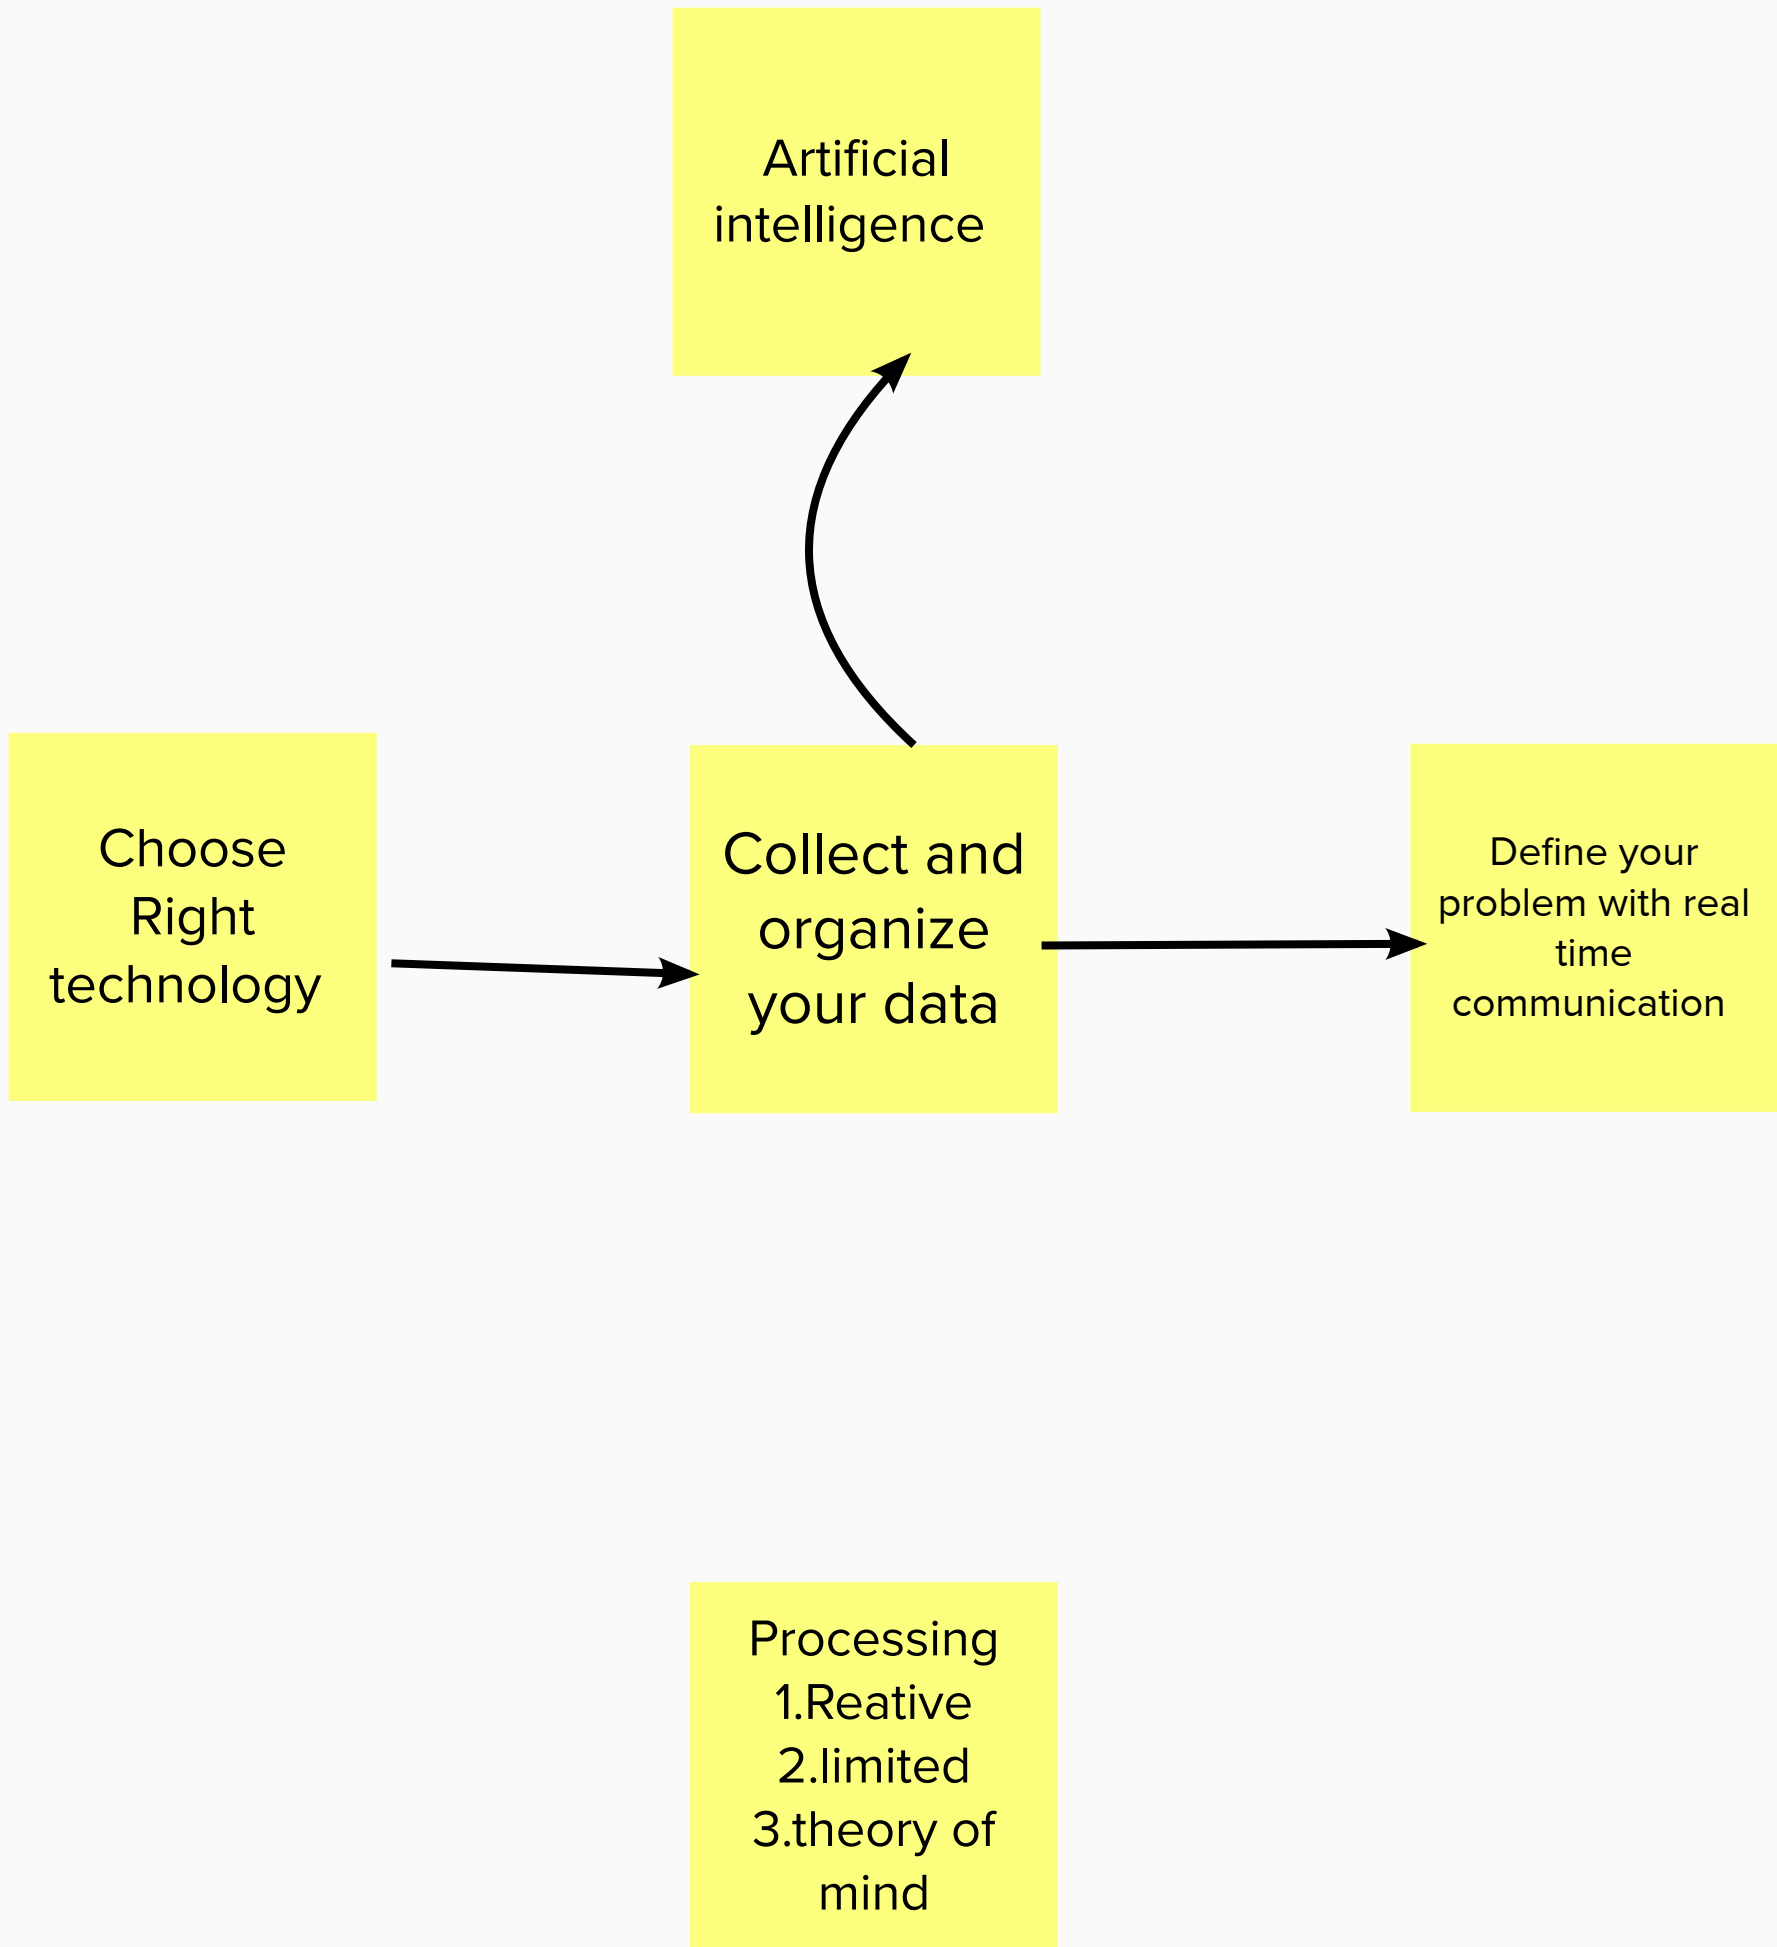 Artificial
intelligence
Choose
Right
technology
Collect and
organize
your data
Define your
problem with real
time
communication
Processing
1.Reative
2.limited
3.theory of
mind